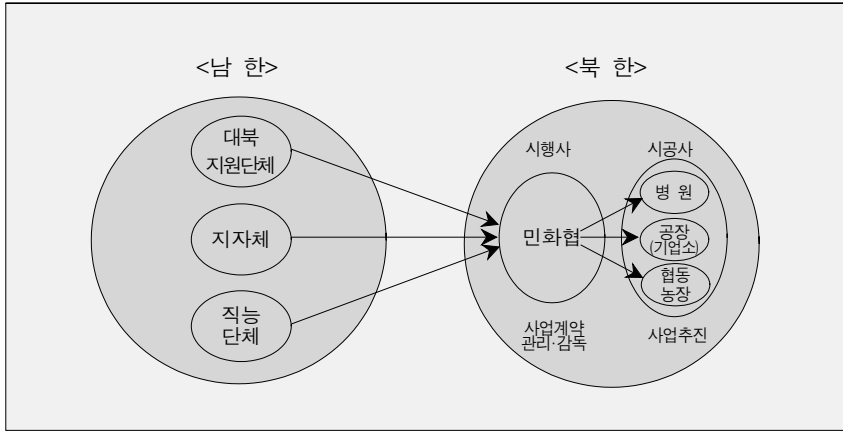 <남 한>
대북
지원단체
지자체
직능
단체
<북 한>
시행사
민화협
사업계약
관리·감독
시공사
병 원
공장
(기업소)
협동
농장
사업추진